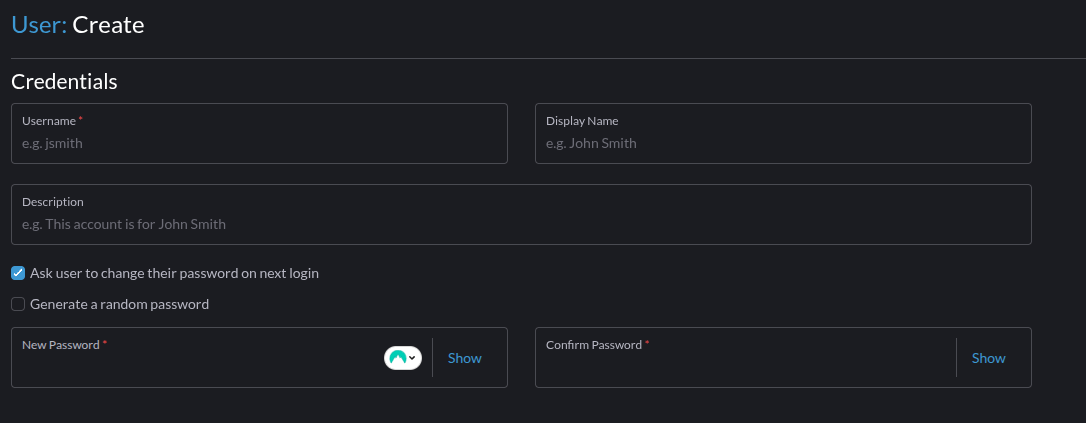 User: Create
Credentials
Username *
e.g. jsmith
Display Name
e.g. John Smith
Description
e.g. This account is for John Smith
Ask user to change their password on next login
Generate a random password
New Password *
Show
Confirm Password *
Show